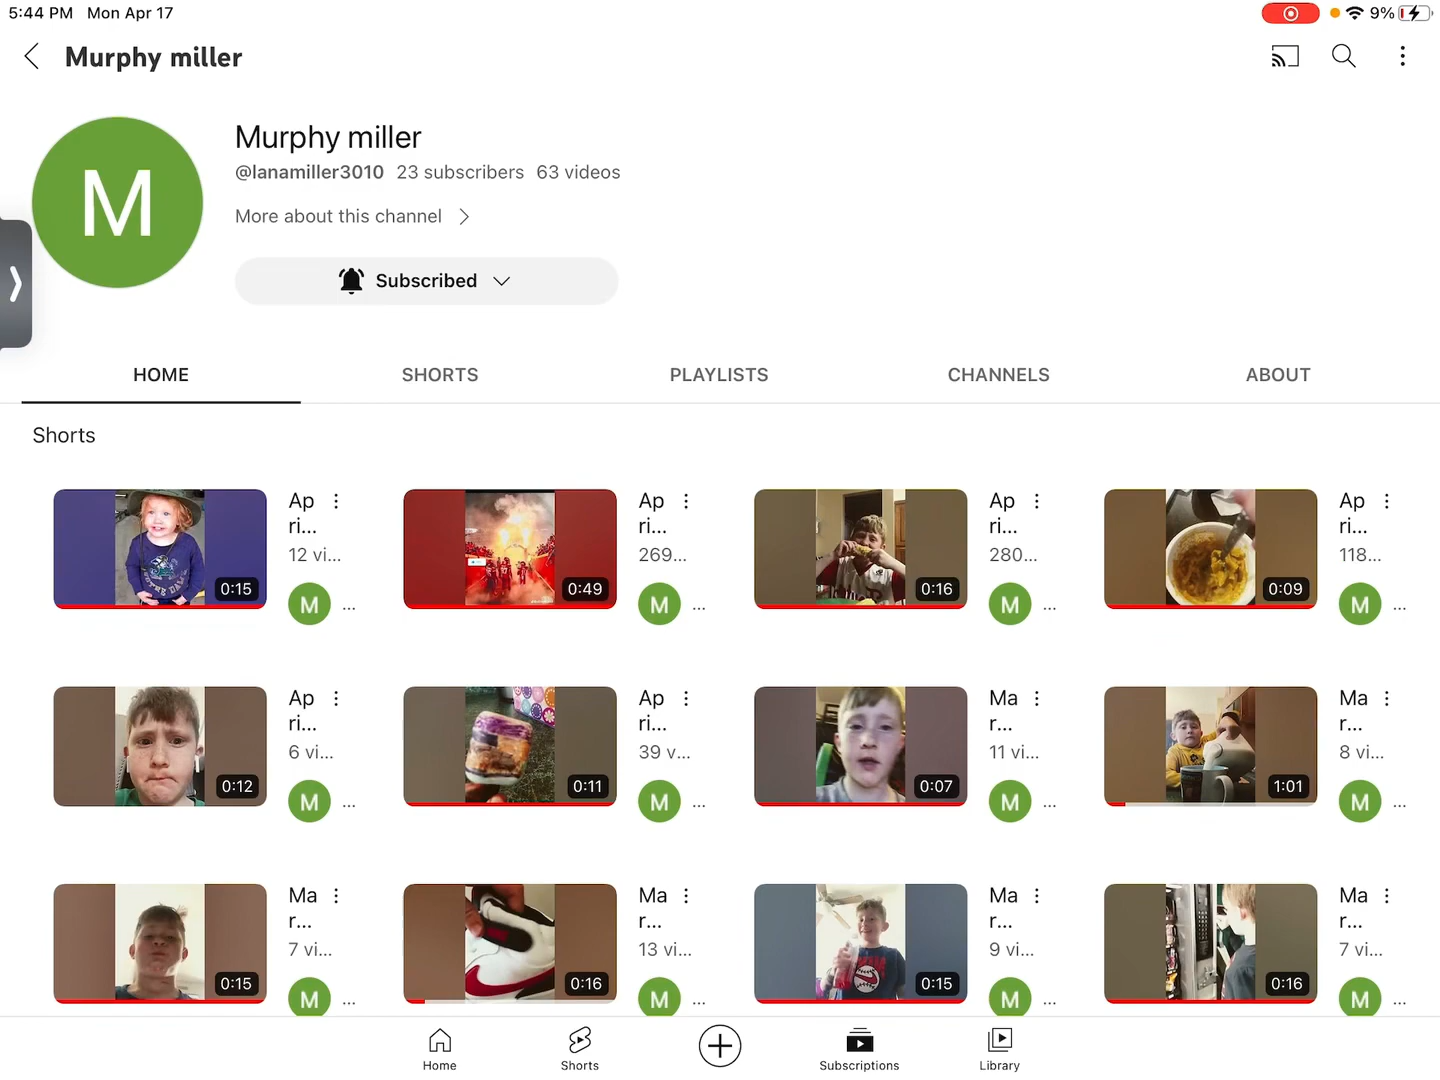 5:44 PM Mon Apr 17
9%
Murphy miller
M
Murphy miller
@lanamiller3010 23 subscribers 63 videos
More about this channel
Subscribed
HOME SHORTS PLAYLISTS CHANNELS ABOUT
Shorts
0:15
Ap
ri...
12 vi...
M ...
0:49
Ap
ri...
269...
M ...
0:16
Ap
ri...
280...
M ...
0:09
Ap
ri...
118...
M ...
0:12
Ap
ri...
6 vi...
M ...
0:11
Ap
ri...
39 v...
M ...
0:07
Ma
r...
11 vi...
M ...
1:01
Ma
r...
8 vi...
M ...
0:15
Ma
r...
7 vi...
M ...
0:16
Ma
r...
13 vi...
M ...
0:15
Ma
r...
9 vi...
M ...
0:16
Ma
r...
7 vi...
M ...
Home Shorts Subscriptions Library